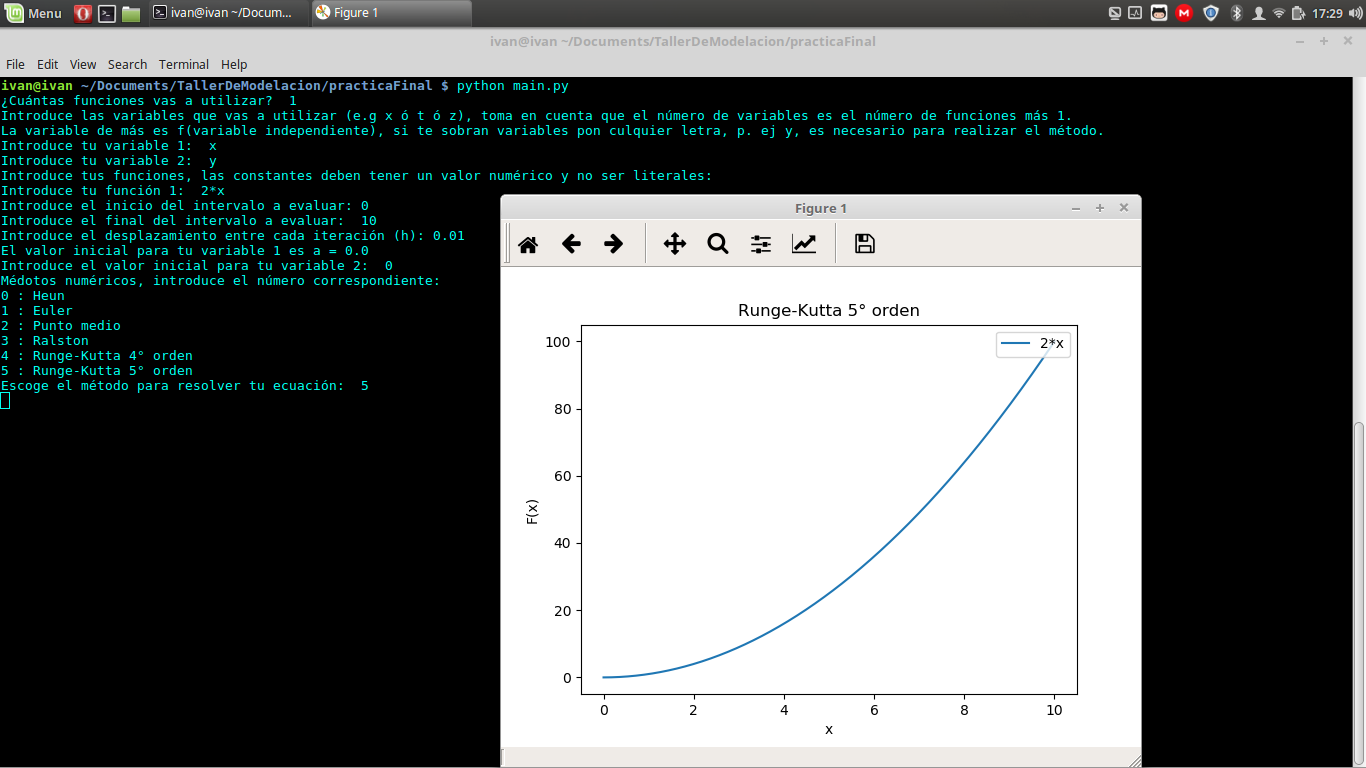 Menu
ivan@ivan ~/Docum...
Figure 1
17:29
ivan@ivan ~/Documents/TallerDeModelacion/practicaFinal
File Edit View Search Terminal Help
ivan@ivan ~/Documents/TallerDeModelacion/practicaFinal $ python main.py
¿Cuántas funciones vas a utilizar?  1
Introduce las variables que vas a utilizar (e.g x ó t ó z), toma en cuenta que el número de variables es el número de funciones más 1.
La variable de más es f(variable independiente), si te sobran variables pon culquier letra, p. ej y, es necesario para realizar el método.
Introduce tu variable 1:  x
Introduce tu variable 2:  y
Introduce tus funciones, las constantes deben tener un valor numérico y no ser literales:
Introduce tu función 1:  2*x
Introduce el inicio del intervalo a evaluar: 0
Introduce el final del intervalo a evaluar:  10
Introduce el desplazamiento entre cada iteración (h): 0.01
El valor inicial para tu variable 1 es a = 0.0
Introduce el valor inicial para tu variable 2:  0
Médotos numéricos, introduce el número correspondiente:
0 : Heun
1 : Euler
2 : Punto medio
3 : Ralston
4 : Runge-Kutta 4° orden
5 : Runge-Kutta 5° orden
Escoge el método para resolver tu ecuación:  5
Figure 1
Runge-Kutta 5° orden
2*x
100
80
60
40
20
0
F(x)
0 2 4 6 8 10
x